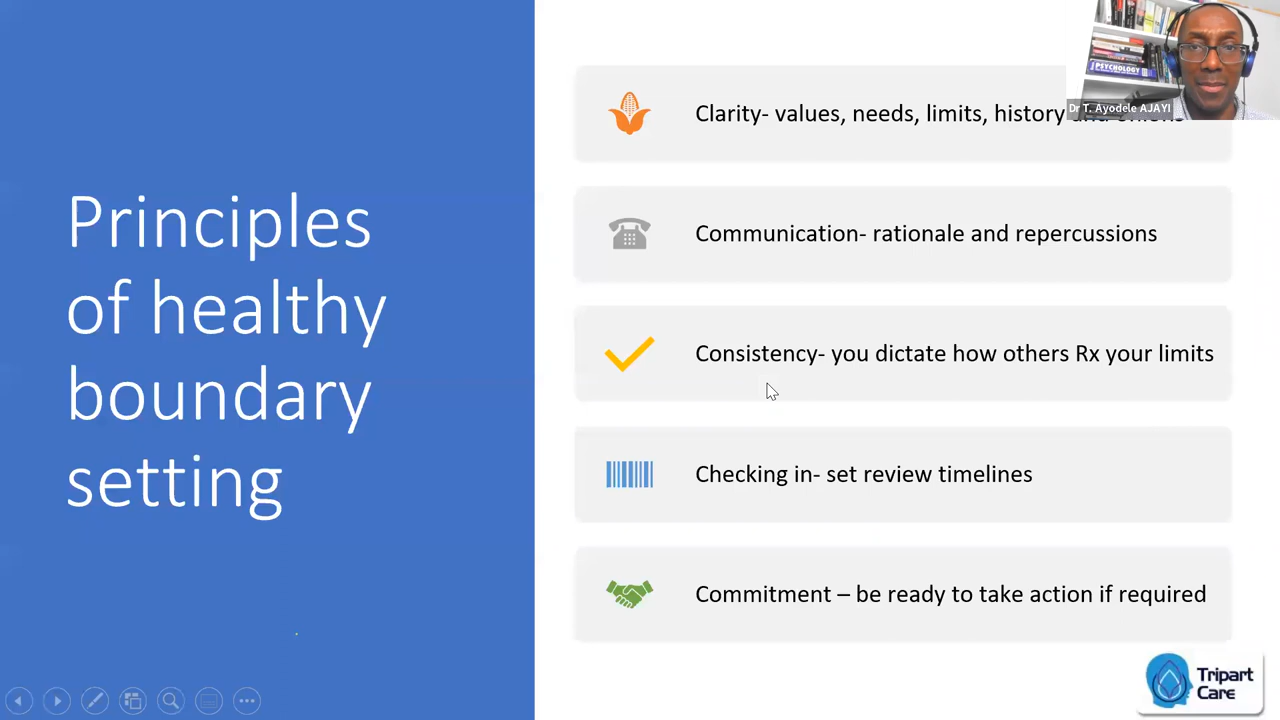 Principles
of healthy
boundary
setting
Clarity- values, needs, limits, history
Communication- rationale and repercussions
Consistency- you dictate how others Rx your limits
Checking in- set review timelines
Commitment – be ready to take action if required
PSYCHOLOGY
Dr T. Ayodele AJAYI
Tripart
Care